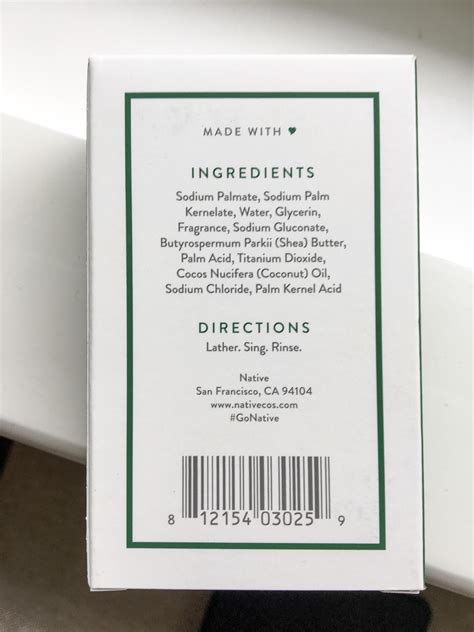 MADE WITH ♥
INGREDIENTS
Sodium Palmate, Sodium Palm
Kernelate, Water, Glycerin,
Fragrance, Sodium Gluconate,
Butyrospermum Parkii (Shea) Butter,
Palm Acid, Titanium Dioxide,
Cocos Nucifera (Coconut) Oil,
Sodium Chloride, Palm Kernel Acid
DIRECTIONS
Lather. Sing. Rinse.
Native
San Francisco, CA 94104
www.nativecos.com
#GoNative
8 12154 03025 9